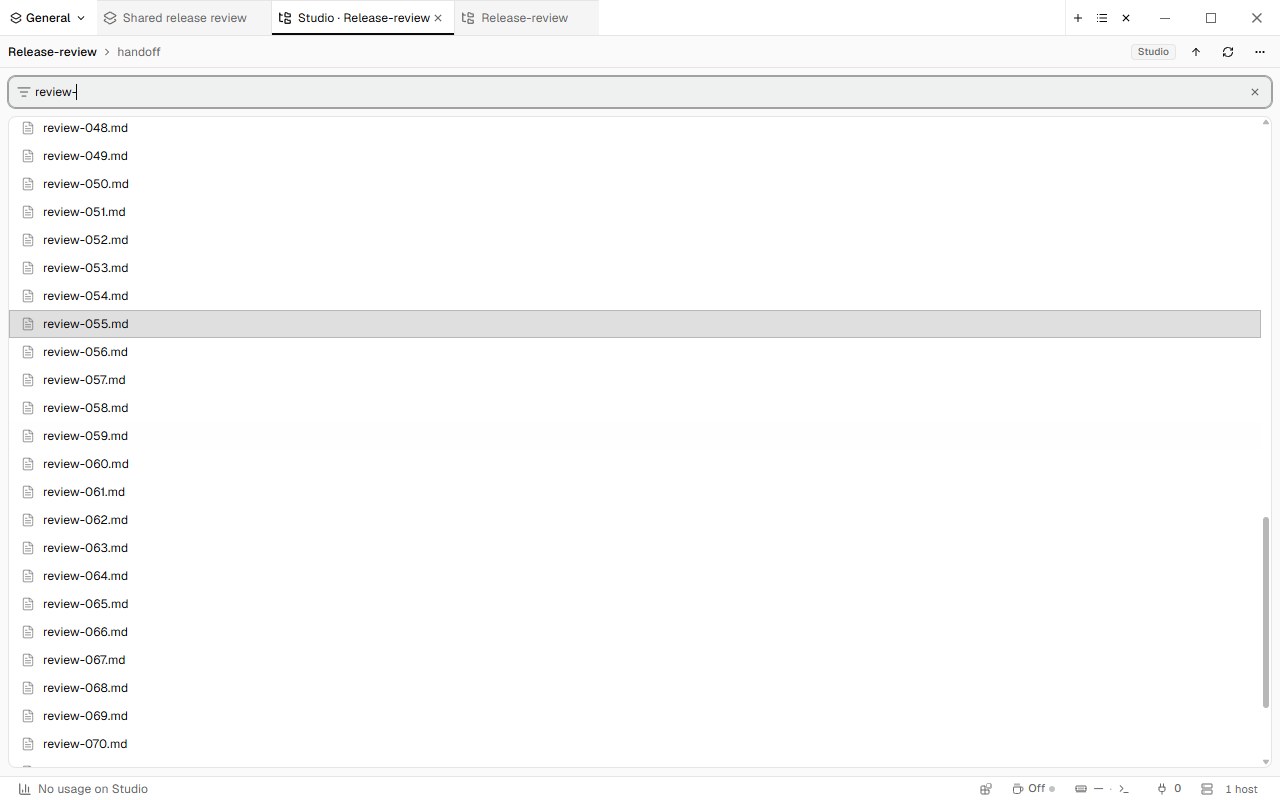 General
Shared release review
Studio · Release-review
Release-review
Release-review > handoff
Studio
review-
review-048.md
review-049.md
review-050.md
review-051.md
review-052.md
review-053.md
review-054.md
review-055.md
review-056.md
review-057.md
review-058.md
review-059.md
review-060.md
review-061.md
review-062.md
review-063.md
review-064.md
review-065.md
review-066.md
review-067.md
review-068.md
review-069.md
review-070.md
No usage on Studio
Off
— ·
0
1 host